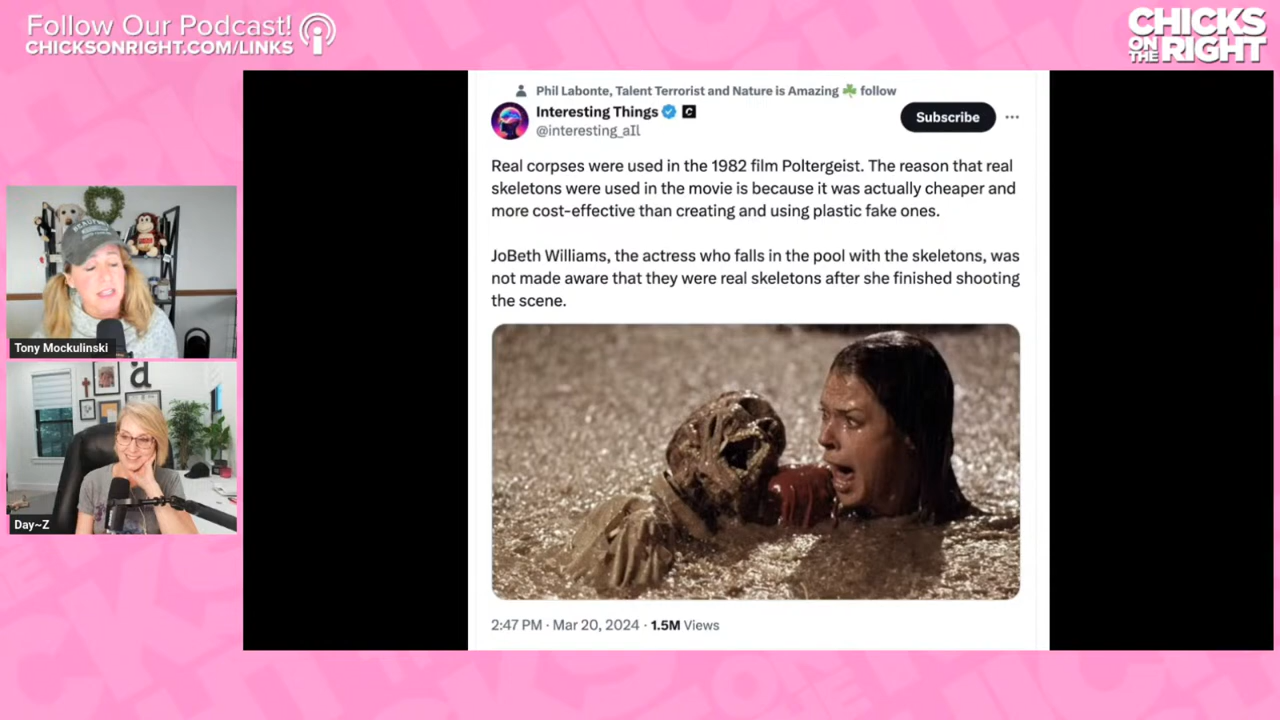 Follow Our Podcast!
CHICKSONRIGHT.COM/LINKS
CHICKS
ON THE
RIGHT
Phil Labonte, Talent Terrorist and Nature is Amazing ☘️ follow
Interesting Things
@interesting_aIl
Subscribe
Real corpses were used in the 1982 film Poltergeist. The reason that real
skeletons were used in the movie is because it was actually cheaper and
more cost-effective than creating and using plastic fake ones.
JoBeth Williams, the actress who falls in the pool with the skeletons, was
not made aware that they were real skeletons after she finished shooting
the scene.
2:47 PM · Mar 20, 2024 · 1.5M Views
Tony Mockulinski
a
Day~Z